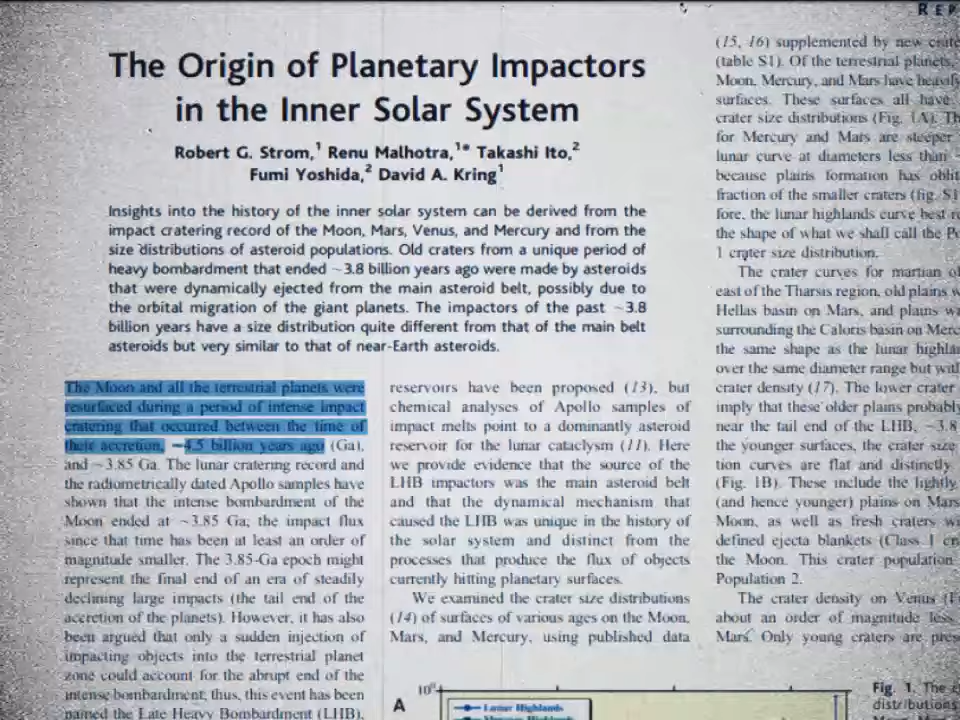 REP
The Origin of Planetary Impactors
in the Inner Solar System
Robert G. Strom,¹ Renu Malhotra,¹* Takashi Ito,²
Fumi Yoshida,² David A. Kring¹
Insights into the history of the inner solar system can be derived from the
impact cratering record of the Moon, Mars, Venus, and Mercury and from the
size distributions of asteroid populations. Old craters from a unique period of
heavy bombardment that ended ~3.8 billion years ago were made by asteroids
that were dynamically ejected from the main asteroid belt, possibly due to
the orbital migration of the giant planets. The impactors of the past ~3.8
billion years have a size distribution quite different from that of the main belt
asteroids but very similar to that of near-Earth asteroids.
The Moon and all the terrestrial planets were
resurfaced during a period of intense impact
cratering that occurred between the time of
their accretion, ~4.5 billion years ago (Ga),
and ~3.85 Ga. The lunar cratering record and
the radiometrically dated Apollo samples have
shown that the intense bombardment of the
Moon ended at ~3.85 Ga; the impact flux
since that time has been at least an order of
magnitude smaller. The 3.85-Ga epoch might
represent the final end of an era of steadily
declining large impacts (the tail end of the
accretion of the planets). However, it has also
been argued that only a sudden injection of
impacting objects into the terrestrial planet
zone could account for the abrupt end of the
intense bombardment; thus, this event has been
named the Late Heavy Bombardment (LHB),
reservoirs have been proposed (13), but
chemical analyses of Apollo samples of
impact melts point to a dominantly asteroid
reservoir for the lunar cataclysm (11). Here
we provide evidence that the source of the
LHB impactors was the main asteroid belt
and that the dynamical mechanism that
caused the LHB was unique in the history of
the solar system and distinct from the
processes that produce the flux of objects
currently hitting planetary surfaces.
We examined the crater size distributions
(14) of surfaces of various ages on the Moon,
Mars, and Mercury, using published data
(15, 16) supplemented by new crate
(table S1). Of the terrestrial planets,
Moon, Mercury, and Mars have heavily
surfaces. These surfaces all have
crater size distributions (Fig. 1A). Th
for Mercury and Mars are steeper
lunar curve at diameters less than
because plains formation has oblit
fraction of the smaller craters (fig. S1
fore, the lunar highlands curve best re
the shape of what we shall call the Po
1 crater size distribution.
The crater curves for martian ol
east of the Tharsis region, old plains w
Hellas basin on Mars, and plains wi
surrounding the Caloris basin on Merc
the same shape as the lunar highlan
over the same diameter range but with
crater density (17). The lower crater
imply that these older plains probably
near the tail end of the LHB, ~3.8
the younger surfaces, the crater size
tion curves are flat and distinctly
(Fig. 1B). These include the lightly
(and hence younger) plains on Mars
Moon, as well as fresh craters wi
defined ejecta blankets (Class 1 cr
the Moon. This crater population
Population 2.
The crater density on Venus (F
about an order of magnitude less
Mars. Only young craters are pres
A
10⁰
Lunar Highlands
Fig. 1. The c
distributions